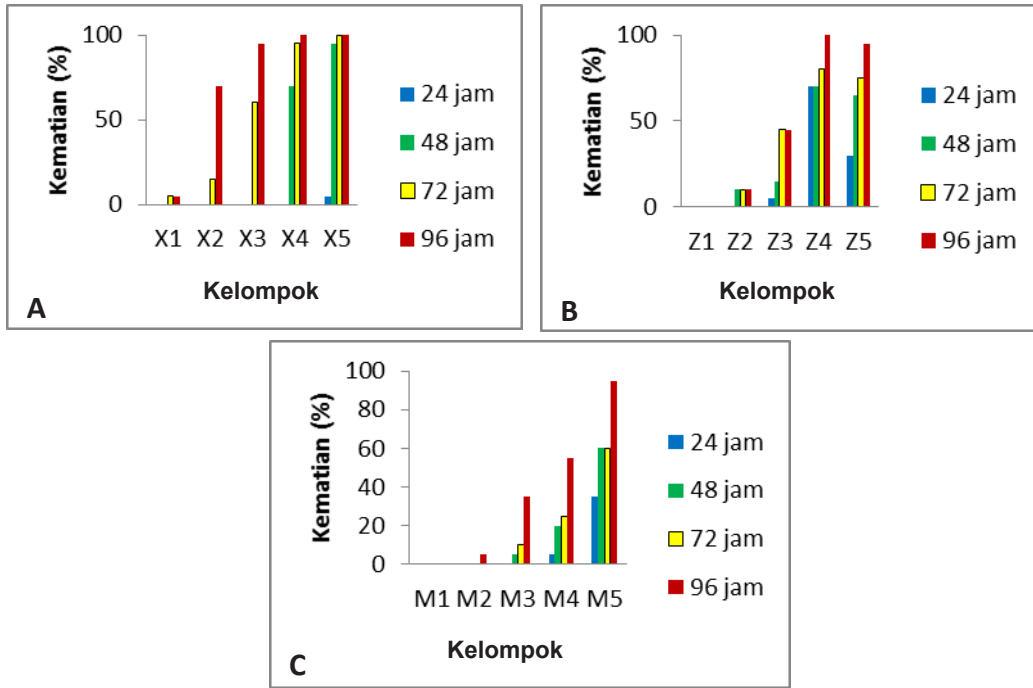 Kematian (%)
100
50
0
X1 X2 X3 X4 X5
Kelompok
24 jam
48 jam
72 jam
96 jam
A
Kematian (%)
100
50
0
Z1 Z2 Z3 Z4 Z5
Kelompok
24 jam
48 jam
72 jam
96 jam
B
Kematian (%)
100
80
60
40
20
0
M1 M2 M3 M4 M5
Kelompok
24 jam
48 jam
72 jam
96 jam
C